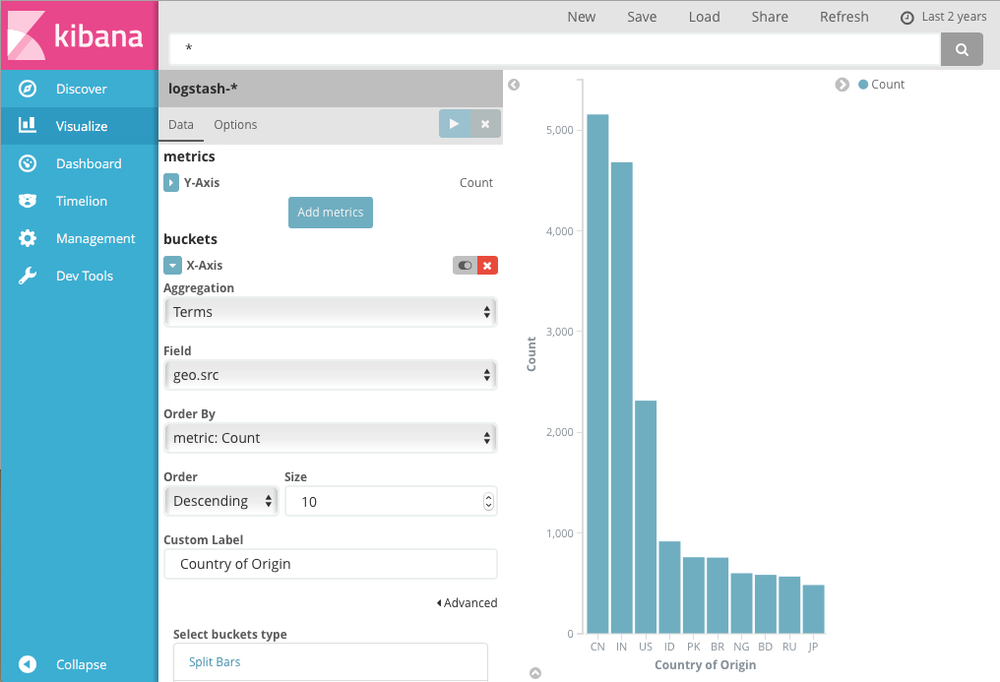 kibana
New Save Load Share Refresh Last 2 years
*
Discover
Visualize
Dashboard
Timelion
Management
Dev Tools
Collapse
logstash-*
Data Options
metrics
Y-Axis Count
Add metrics
buckets
X-Axis
Aggregation
Terms
Field
geo.src
Order By
metric: Count
Order Size
Descending 10
Custom Label
Country of Origin
Advanced
Select buckets type
Split Bars
Count
5,000
4,000
3,000
2,000
1,000
0
Count
CN IN US ID PK BR NG BD RU JP
Country of Origin